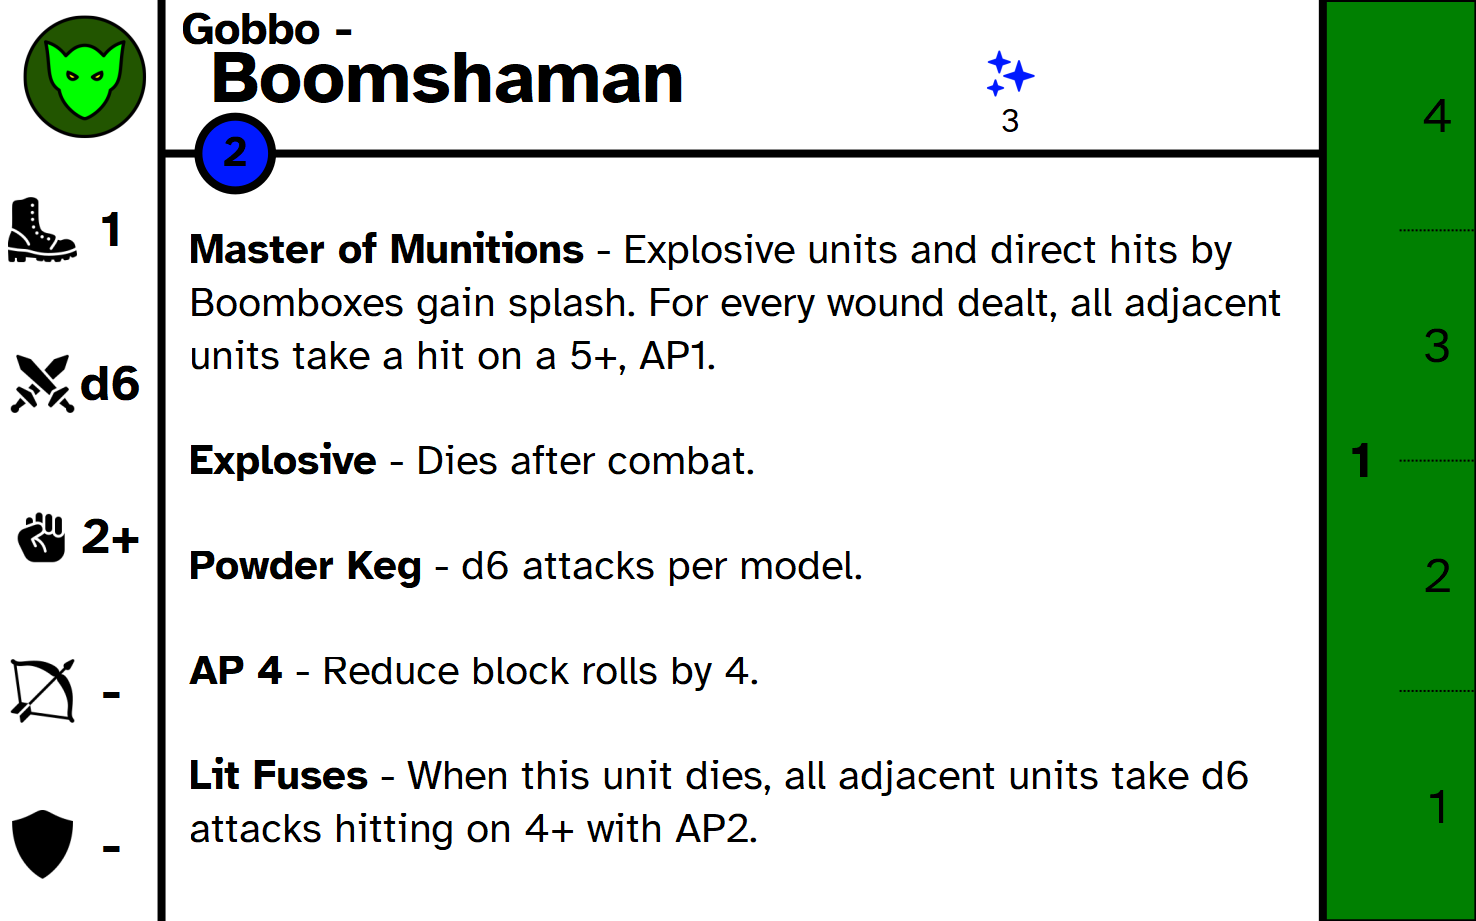 Gobbo -
Boomshaman
3
2
1
d6
2+
-
-
Master of Munitions - Explosive units and direct hits by
Boomboxes gain splash. For every wound dealt, all adjacent
units take a hit on a 5+, AP1.
Explosive - Dies after combat.
Powder Keg - d6 attacks per model.
AP 4 - Reduce block rolls by 4.
Lit Fuses - When this unit dies, all adjacent units take d6
attacks hitting on 4+ with AP2.
4
3
1
2
1